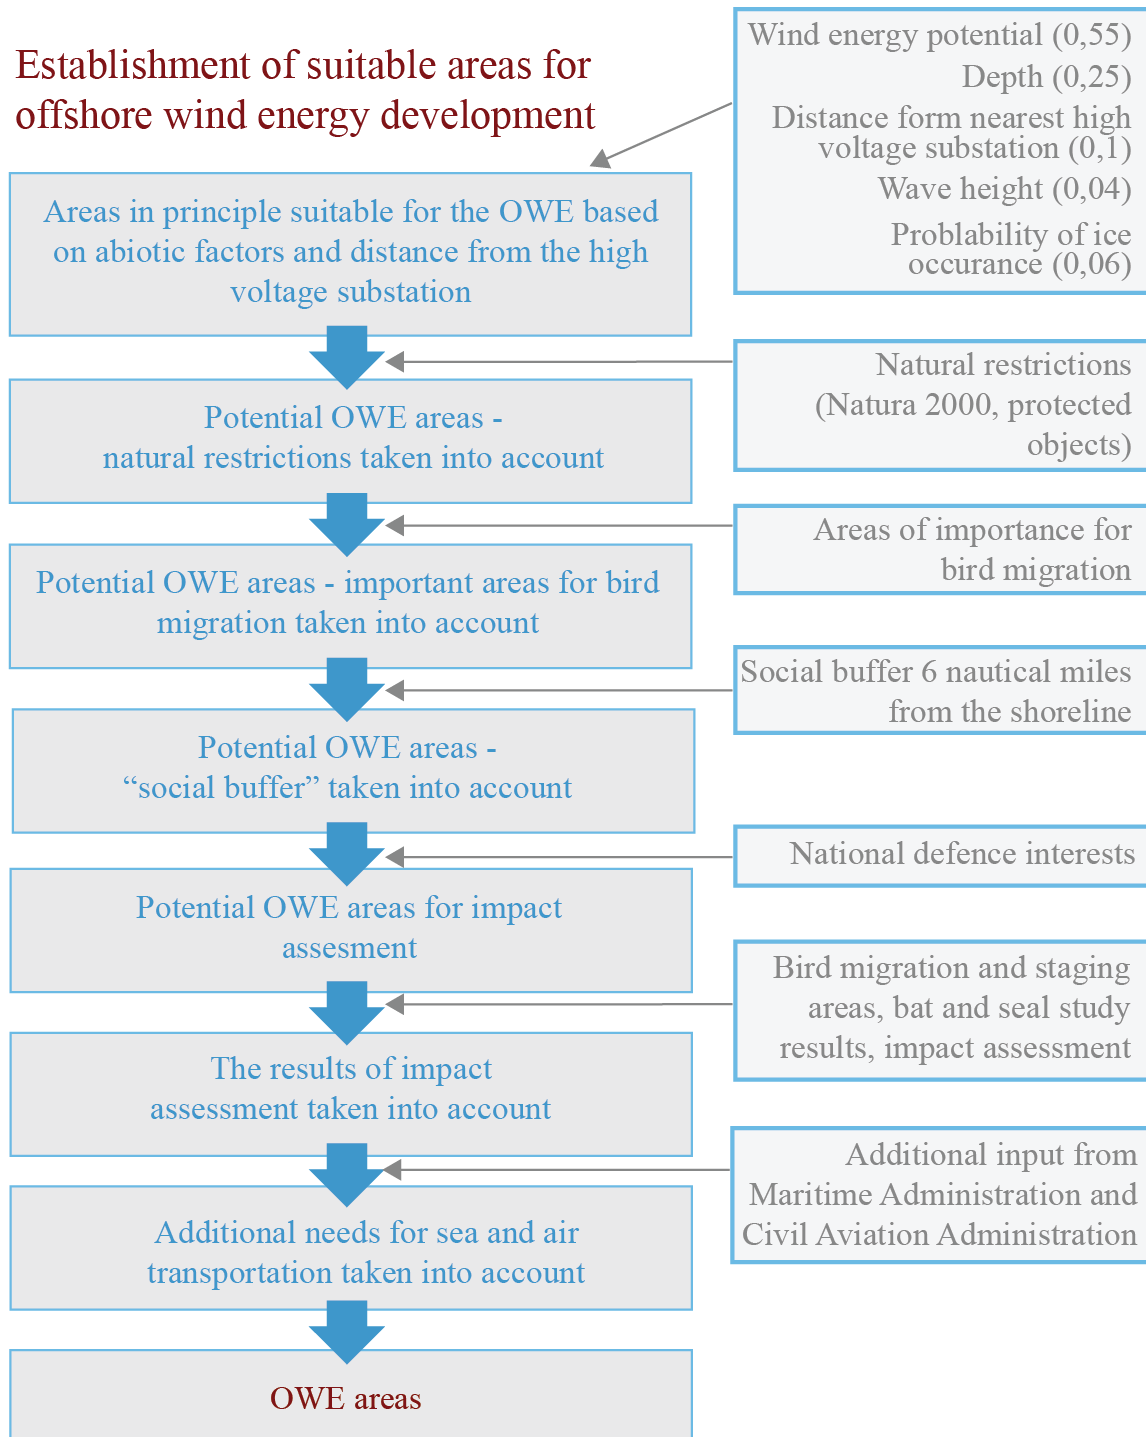 Establishment of suitable areas for
offshore wind energy development
Wind energy potential (0,55)
Depth (0,25)
Distance form nearest high
voltage substation (0,1)
Wave height (0,04)
Problability of ice
occurance (0,06)
Areas in principle suitable for the OWE based
on abiotic factors and distance from the high
voltage substation
Natural restrictions
(Natura 2000, protected
objects)
Potential OWE areas -
natural restrictions taken into account
Areas of importance for
bird migration
Potential OWE areas - important areas for bird
migration taken into account
Social buffer 6 nautical miles
from the shoreline
Potential OWE areas -
“social buffer” taken into account
National defence interests
Potential OWE areas for impact
assesment
Bird migration and staging
areas, bat and seal study
results, impact assessment
The results of impact
assessment taken into account
Additional input from
Maritime Administration and
Civil Aviation Administration
Additional needs for sea and air
transportation taken into account
OWE areas